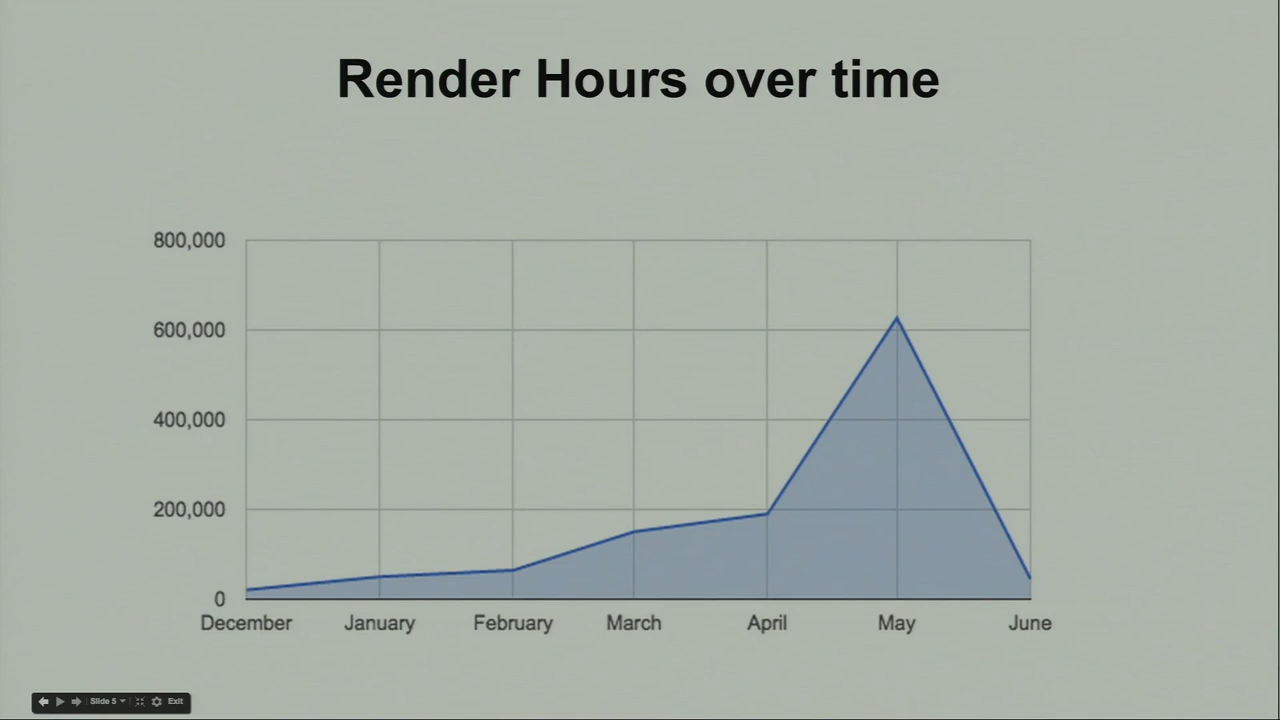 Render Hours over time
800,000
600,000
400,000
200,000
0
December January February March April May June
Slide 5 Exit